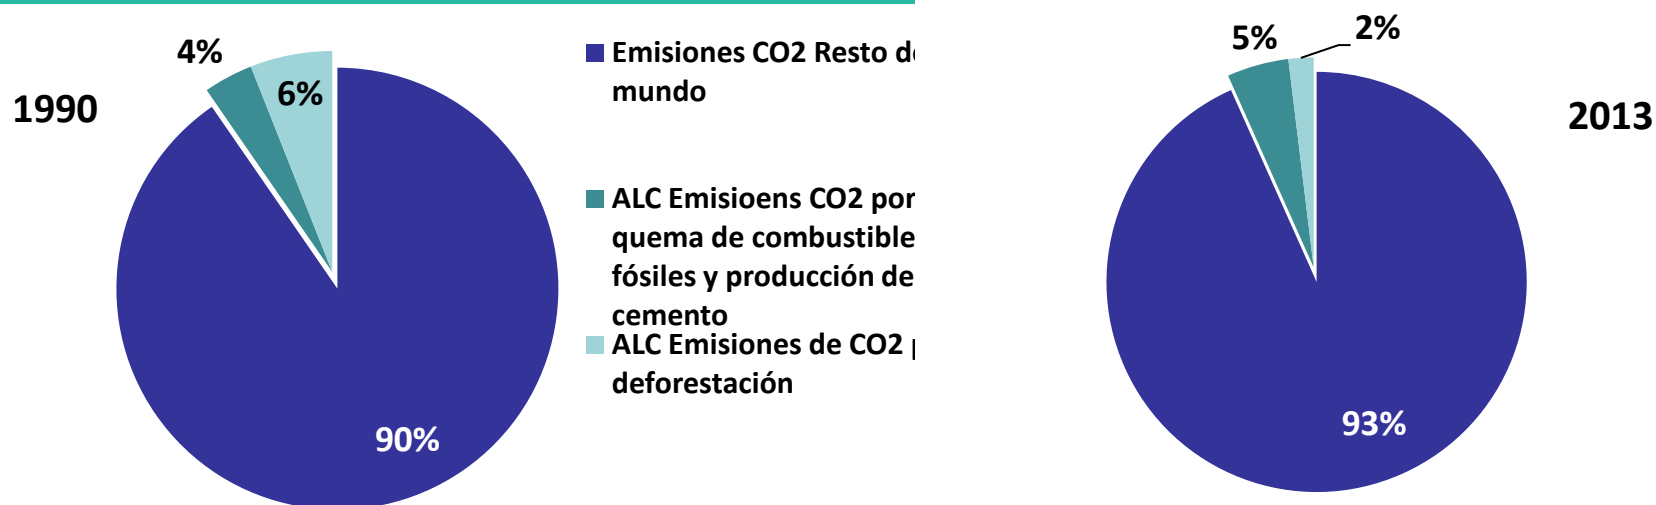 1990
4%
6%
90%
Emisiones CO2 Resto
mundo
ALC Emisioens CO2 por
quema de combustible
fósiles y producción de
cemento
ALC Emisiones de CO2
deforestación
5%
2%
93%
2013